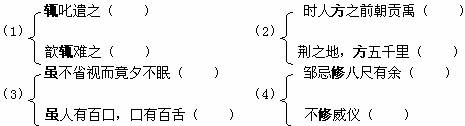 (1) 辄叱遣之（　　） 歆辄难之（　　）
(2) 时人方之前朝贡禹（　　） 荆之地，方五千里（　　）
(3) 虽不省视而竟夕不眠（　　） 虽人有百口，口有百舌（　　）
(4) 邹忌修八尺有余（　　） 不修威仪（　　）